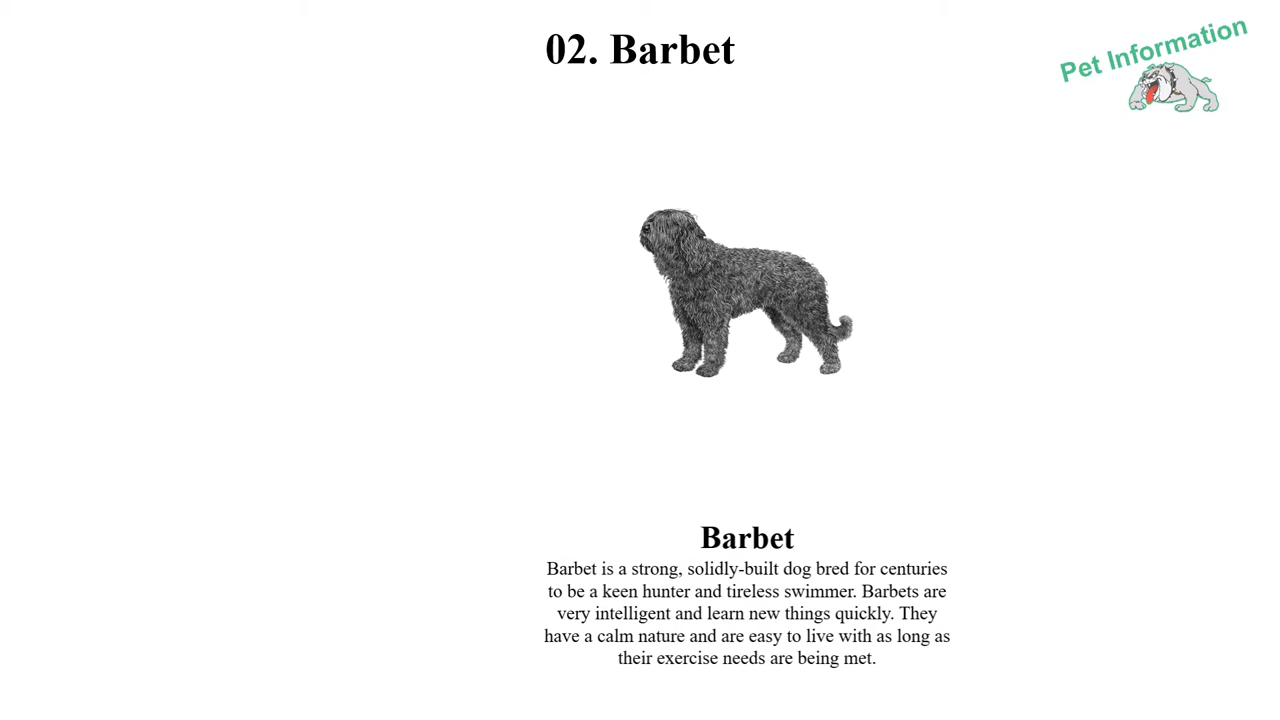 02. Barbet
Pet Information
Barbet
Barbet is a strong, solidly-built dog bred for centuries
to be a keen hunter and tireless swimmer. Barbets are
very intelligent and learn new things quickly. They
have a calm nature and are easy to live with as long as
their exercise needs are being met.